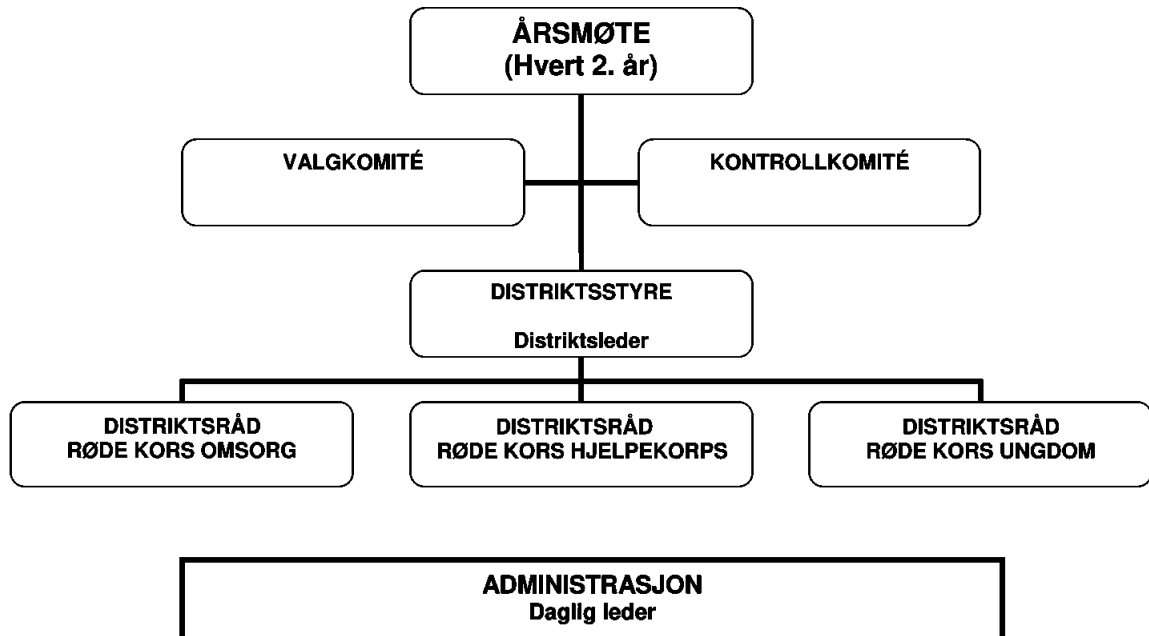 ÅRSMØTE
(Hvert 2. år)
VALGKOMITÉ
KONTROLLKOMITÉ
DISTRIKTSSTYRE
Distriktsleder
DISTRIKTSRÅD
RØDE KORS OMSORG
DISTRIKTSRÅD
RØDE KORS HJELPEKORPS
DISTRIKTSRÅD
RØDE KORS UNGDOM
ADMINISTRASJON
Daglig leder